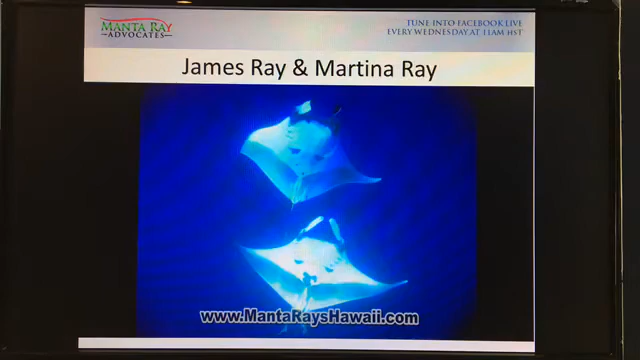 MANTA RAY
ADVOCATES
TUNE-INTO FACEBOOK LIVE
EVERY WEDNESDAY AT 11AM HST
James Ray & Martina Ray
www.MantaRaysHawaii.com